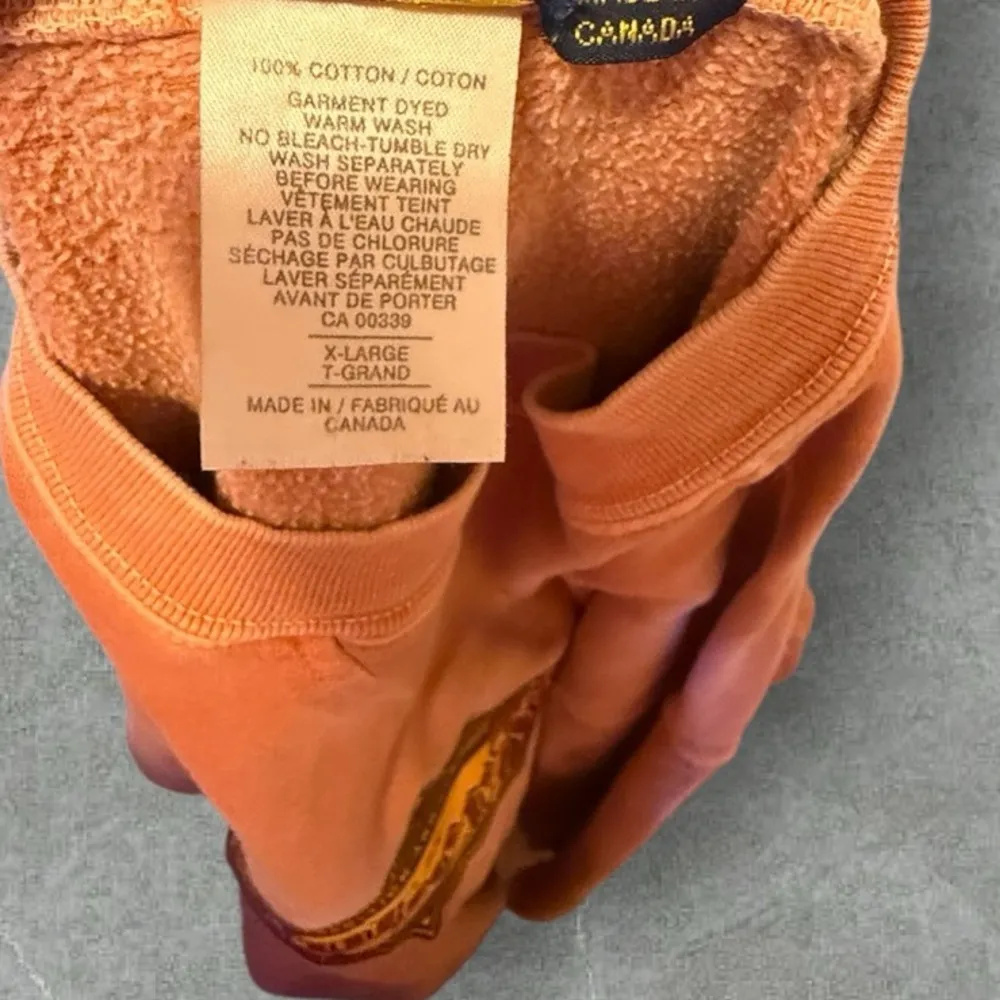 CANADA
100% COTTON / COTON
GARMENT DYED
WARM WASH
NO BLEACH-TUMBLE DRY
WASH SEPARATELY
BEFORE WEARING
VÊTEMENT TEINT
LAVER À L'EAU CHAUDE
PAS DE CHLORURE
SÉCHAGE PAR CULBUTAGE
LAVER SÉPARÉMENT
AVANT DE PORTER
CA 00339
X-LARGE
T-GRAND
MADE IN / FABRIQUÉ AU
CANADA